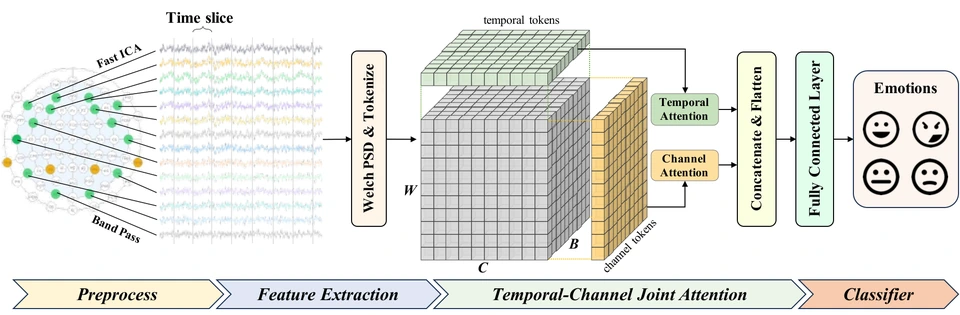 Time slice
Fast ICA
Band Pass
Welch PSD & Tokenize
temporal tokens
W
C
B
channel tokens
Temporal
Attention
Channel
Attention
Concatenate & Flatten
Fully Connected Layer
Emotions
Preprocess
Feature Extraction
Temporal-Channel Joint Attention
Classifier